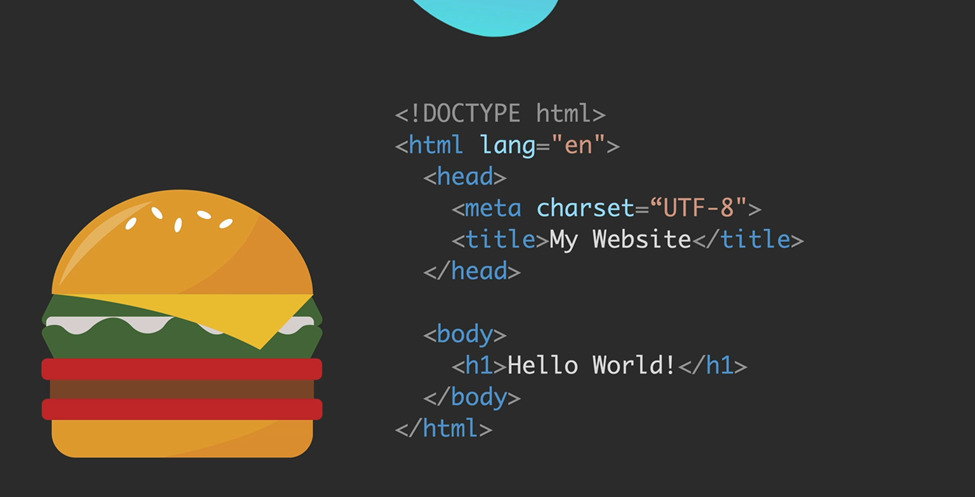 <!DOCTYPE html>
<html lang="en">
<head>
<meta charset=“UTF-8">
<title>My Website</title>
</head>
<body>
<h1>Hello World!</h1>
</body>
</html>